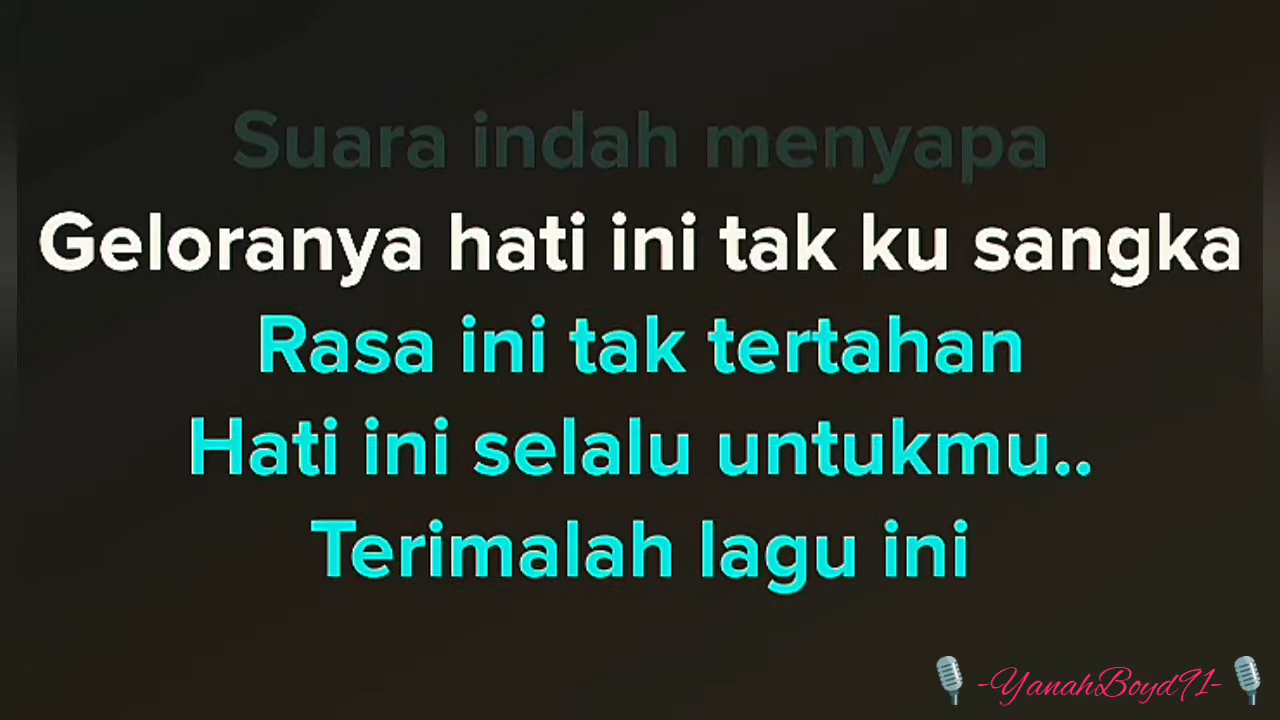 Suara indah menyapa
Geloranya hati ini tak ku sangka
Rasa ini tak tertahan
Hati ini selalu untukmu..
Terimalah lagu ini
-YanahBoyd91-